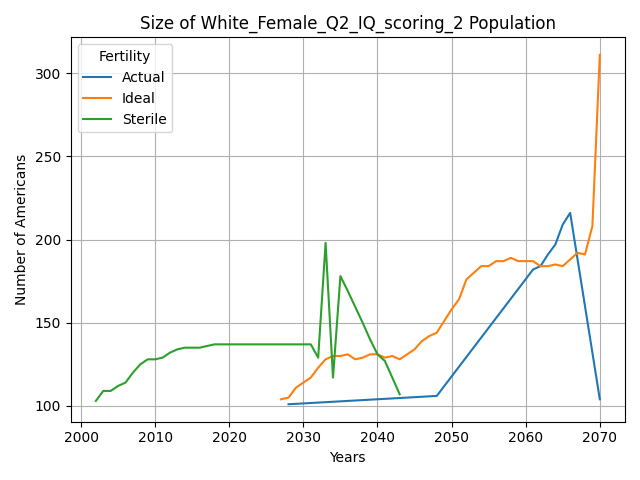 Size of White_Female_Q2_IQ_scoring_2 Population
Fertility
Actual
Ideal
Sterile
Number of Americans
300
250
200
150
100
2000 2010 2020 2030 2040 2050 2060 2070
Years